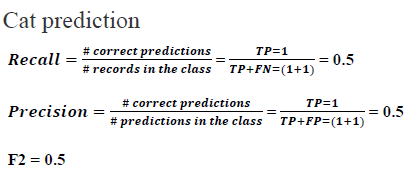 Cat prediction
Recall = # correct predictions / # records in the class = TP=1 / TP+FN=(1+1) = 0.5
Precision = # correct predictions / # predictions in the class = TP=1 / TP+FP=(1+1) = 0.5
F2 = 0.5